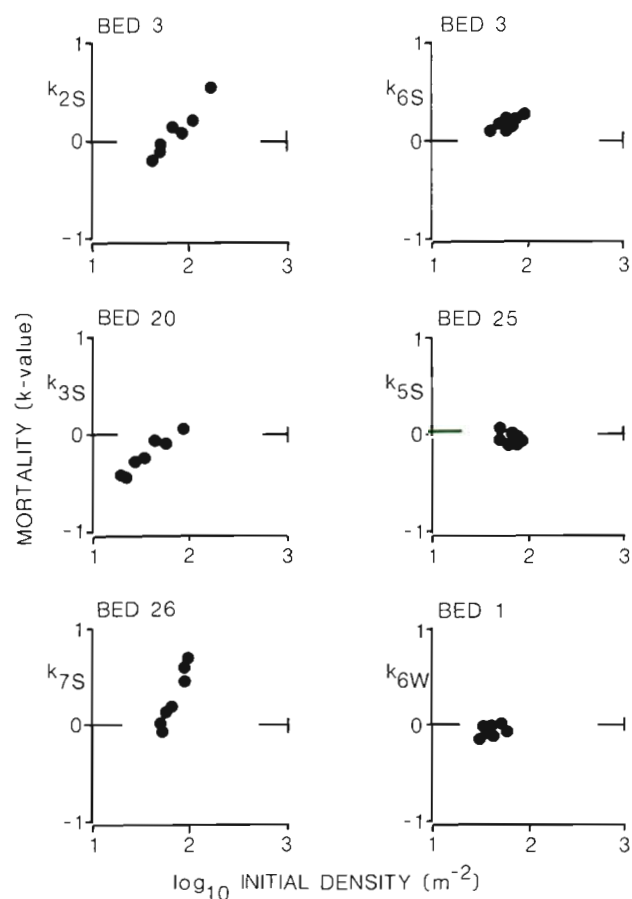 BED 3
BED 3
1
k2S
0
-1
1 2 3
1
k6S
0
-1
1 2 3
BED 20
BED 25
1
k3S
0
-1
1 2 3
1
k5S
0
-1
1 2 3
BED 26
BED 1
1
k7S
0
-1
1 2 3
1
k6W
0
-1
1 2 3
MORTALITY (k-value)
log10 INITIAL DENSITY (m-2)